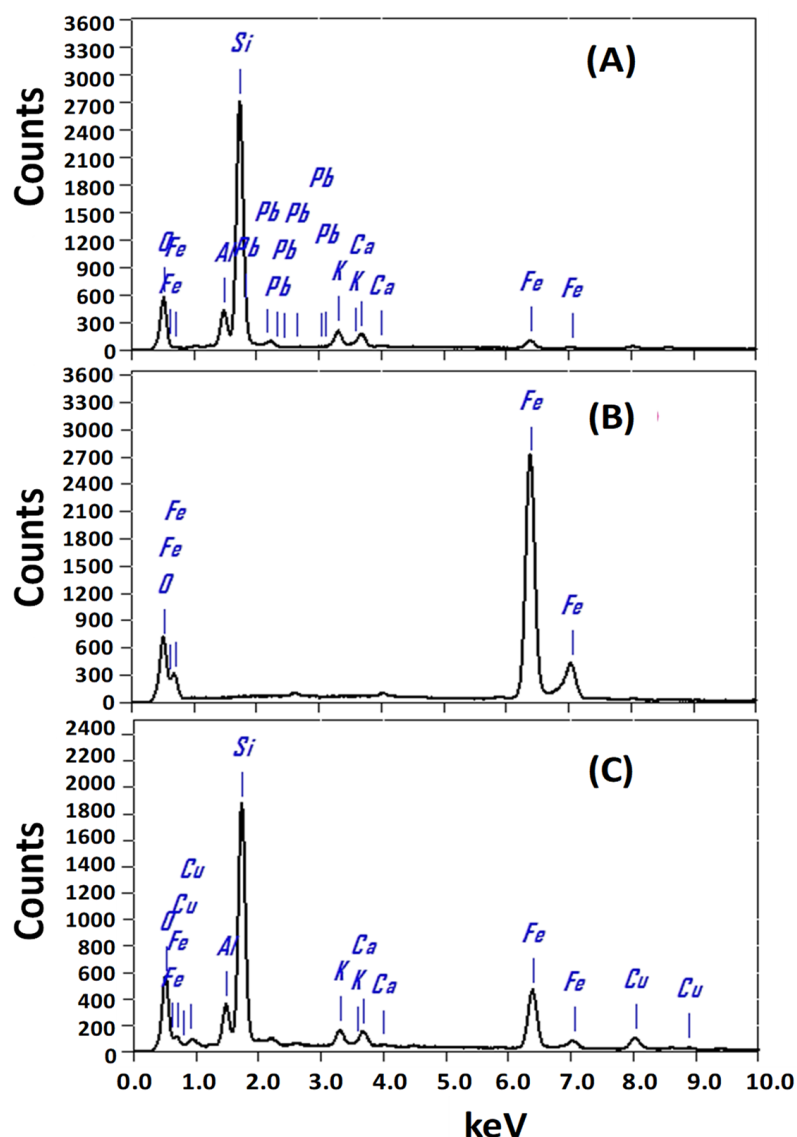 3600
3300
3000
2700
2400
2100
1800
1500
1200
900
600
300
0
Counts
(A)
Si
Pb
Pb Pb
O Fe Al Pb Pb Pb Ca
Fe Pb K K Ca Fe Fe
3600
3300
3000
2700
2400
2100
1800
1500
1200
900
600
300
0
Counts
(B)
Fe
Fe
Fe
O
Fe
2400
2200
2000
1800
1600
1400
1200
1000
800
600
400
200
0
Counts
(C)
Si
Cu
Cu
O
Fe Al Ca Fe
Fe K K Ca Fe Cu Cu
0.0 1.0 2.0 3.0 4.0 5.0 6.0 7.0 8.0 9.0 10.0
keV